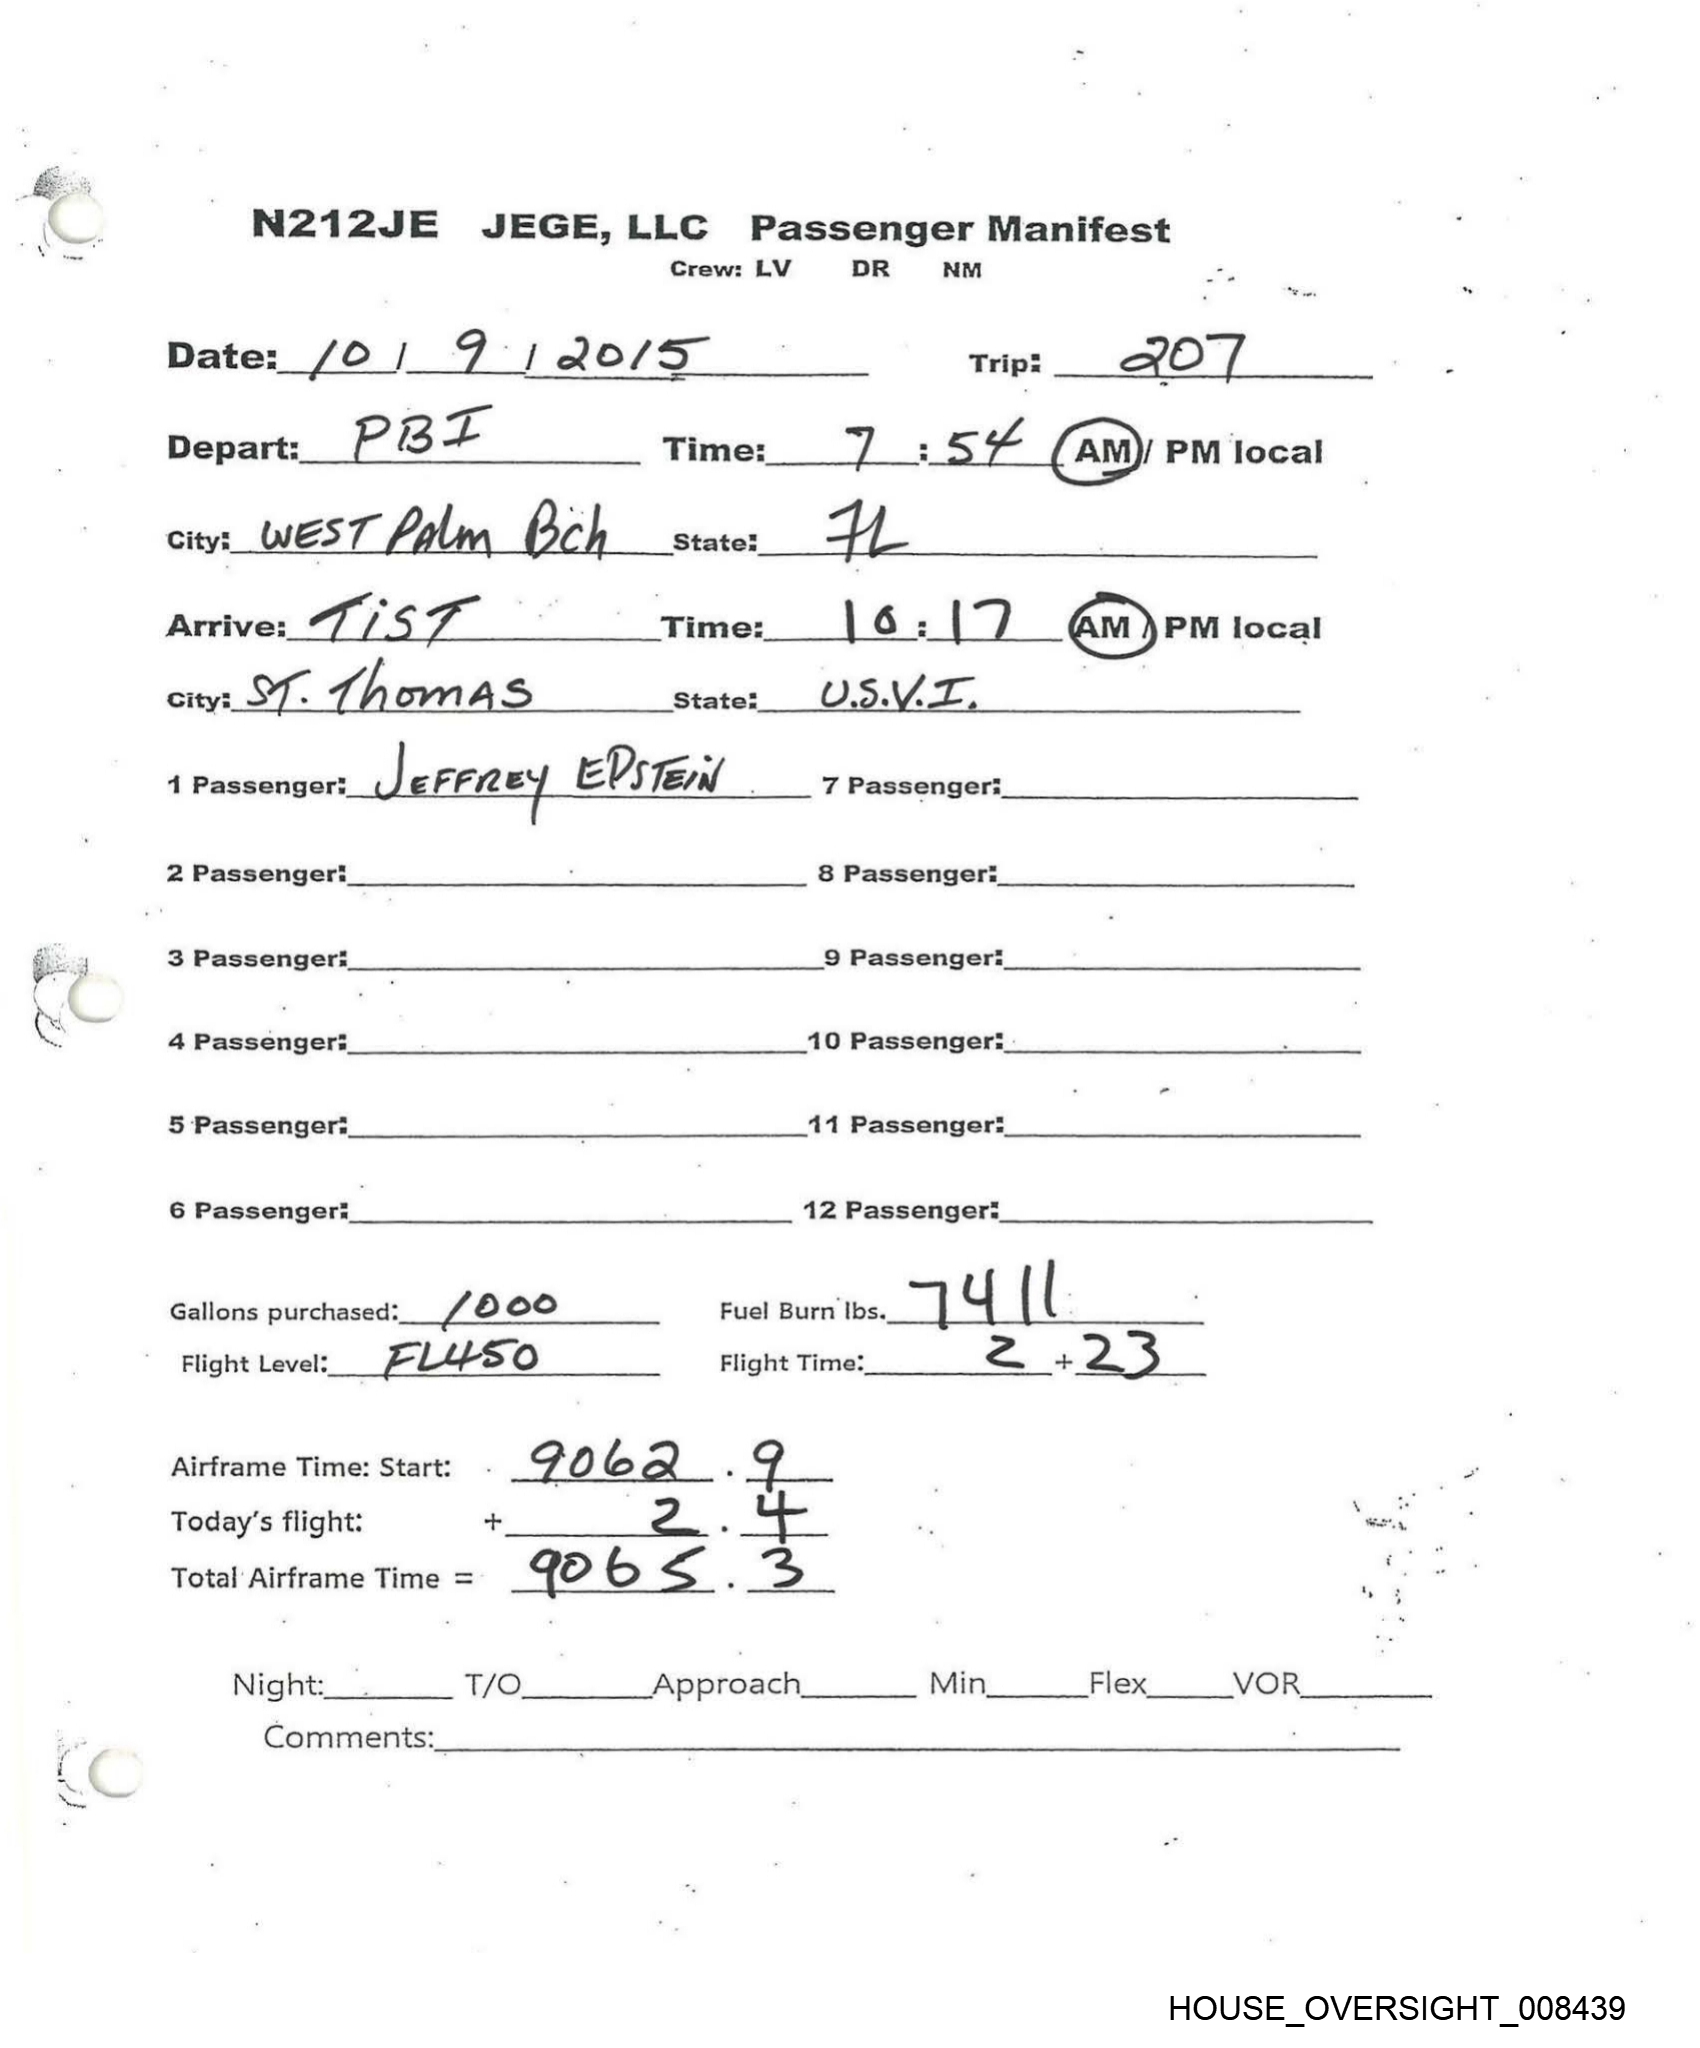 N212JE JEGE, LLC Passenger Manifest
Crew: LV DR NM
Date: 10 / 9 / 2015 Trip: 207
Depart: PBI Time: 7 : 54 AM / PM local
City: WEST PAlm Bch State: FL
Arrive: TiST Time: 10 : 17 AM / PM local
City: ST. ThomAS State: U.S.V.I.
1 Passenger: JEFFREY EPSTEiN 7 Passenger:
2 Passenger: 8 Passenger:
3 Passenger: 9 Passenger:
4 Passenger: 10 Passenger:
5 Passenger: 11 Passenger:
6 Passenger: 12 Passenger:
Gallons purchased: 1000 Fuel Burn lbs. 7411
Flight Level: FL450 Flight Time: 2 + 23
Airframe Time: Start: 9062 . 9
Today's flight: + 2 . 4
Total Airframe Time = 9065 . 3
Night: T/O Approach Min Flex VOR
Comments:
HOUSE_OVERSIGHT_008439